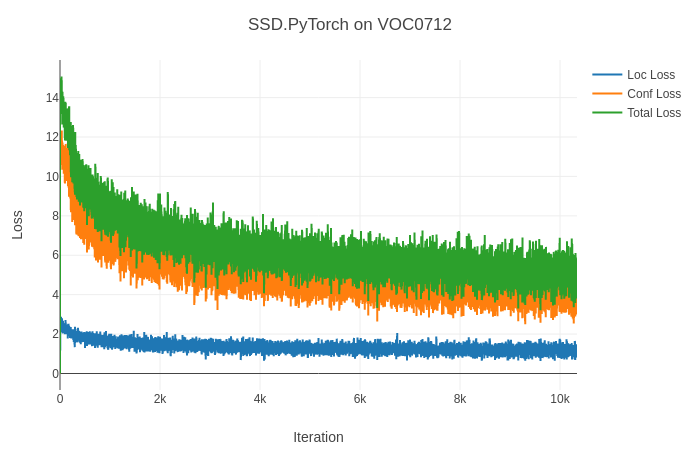 SSD.PyTorch on VOC0712
Loc Loss
Conf Loss
Total Loss
Loss
14
12
10
8
6
4
2
0
0 2k 4k 6k 8k 10k
Iteration